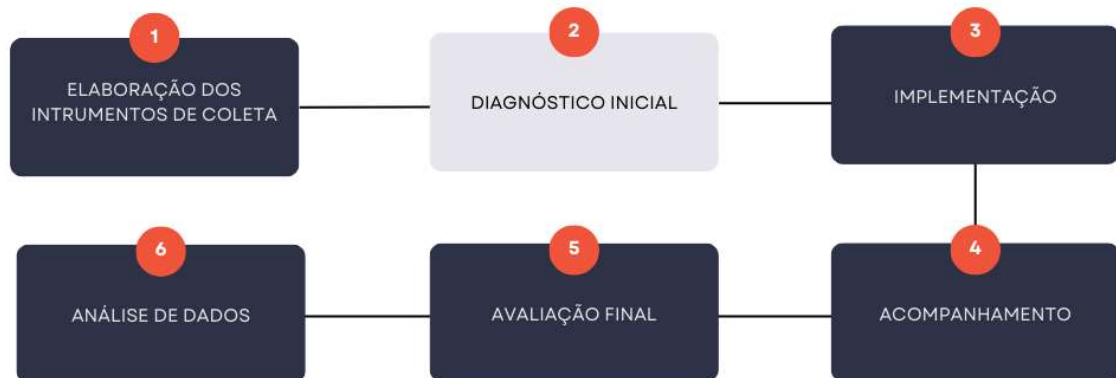 1
ELABORAÇÃO DOS
INTRUMENTOS DE COLETA
2
DIAGNÓSTICO INICIAL
3
IMPLEMENTAÇÃO
4
ACOMPANHAMENTO
5
AVALIAÇÃO FINAL
6
ANÁLISE DE DADOS